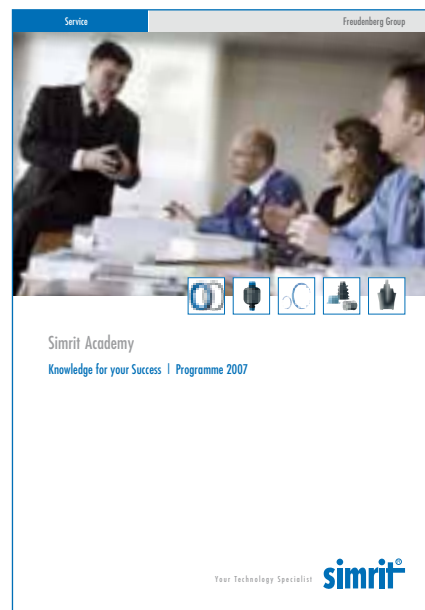 Service
Freudenberg Group
Simrit Academy
Knowledge for your Success | Programme 2007
Your Technology Specialist
simrit®